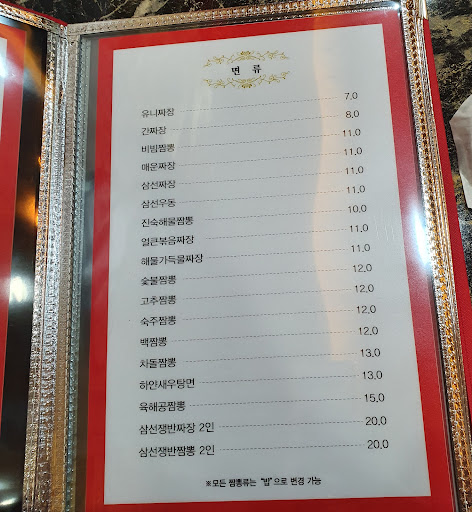 면 류
유니짜장 7.0
간짜장 8.0
비빔짬뽕 11.0
매운짜장 11.0
삼선짜장 11.0
삼선우동 11.0
진숙해물짬뽕 10.0
얼큰볶음짜장 11.0
해물가득물짜장 11.0
숯불짬뽕 12.0
고추짬뽕 12.0
숙주짬뽕 12.0
백짬뽕 12.0
차돌짬뽕 13.0
하얀새우탕면 13.0
육해공짬뽕 15.0
삼선쟁반짜장 2인 20.0
삼선쟁반짬뽕 2인 20.0
※모든 짬뽕류는 "밥"으로 변경 가능